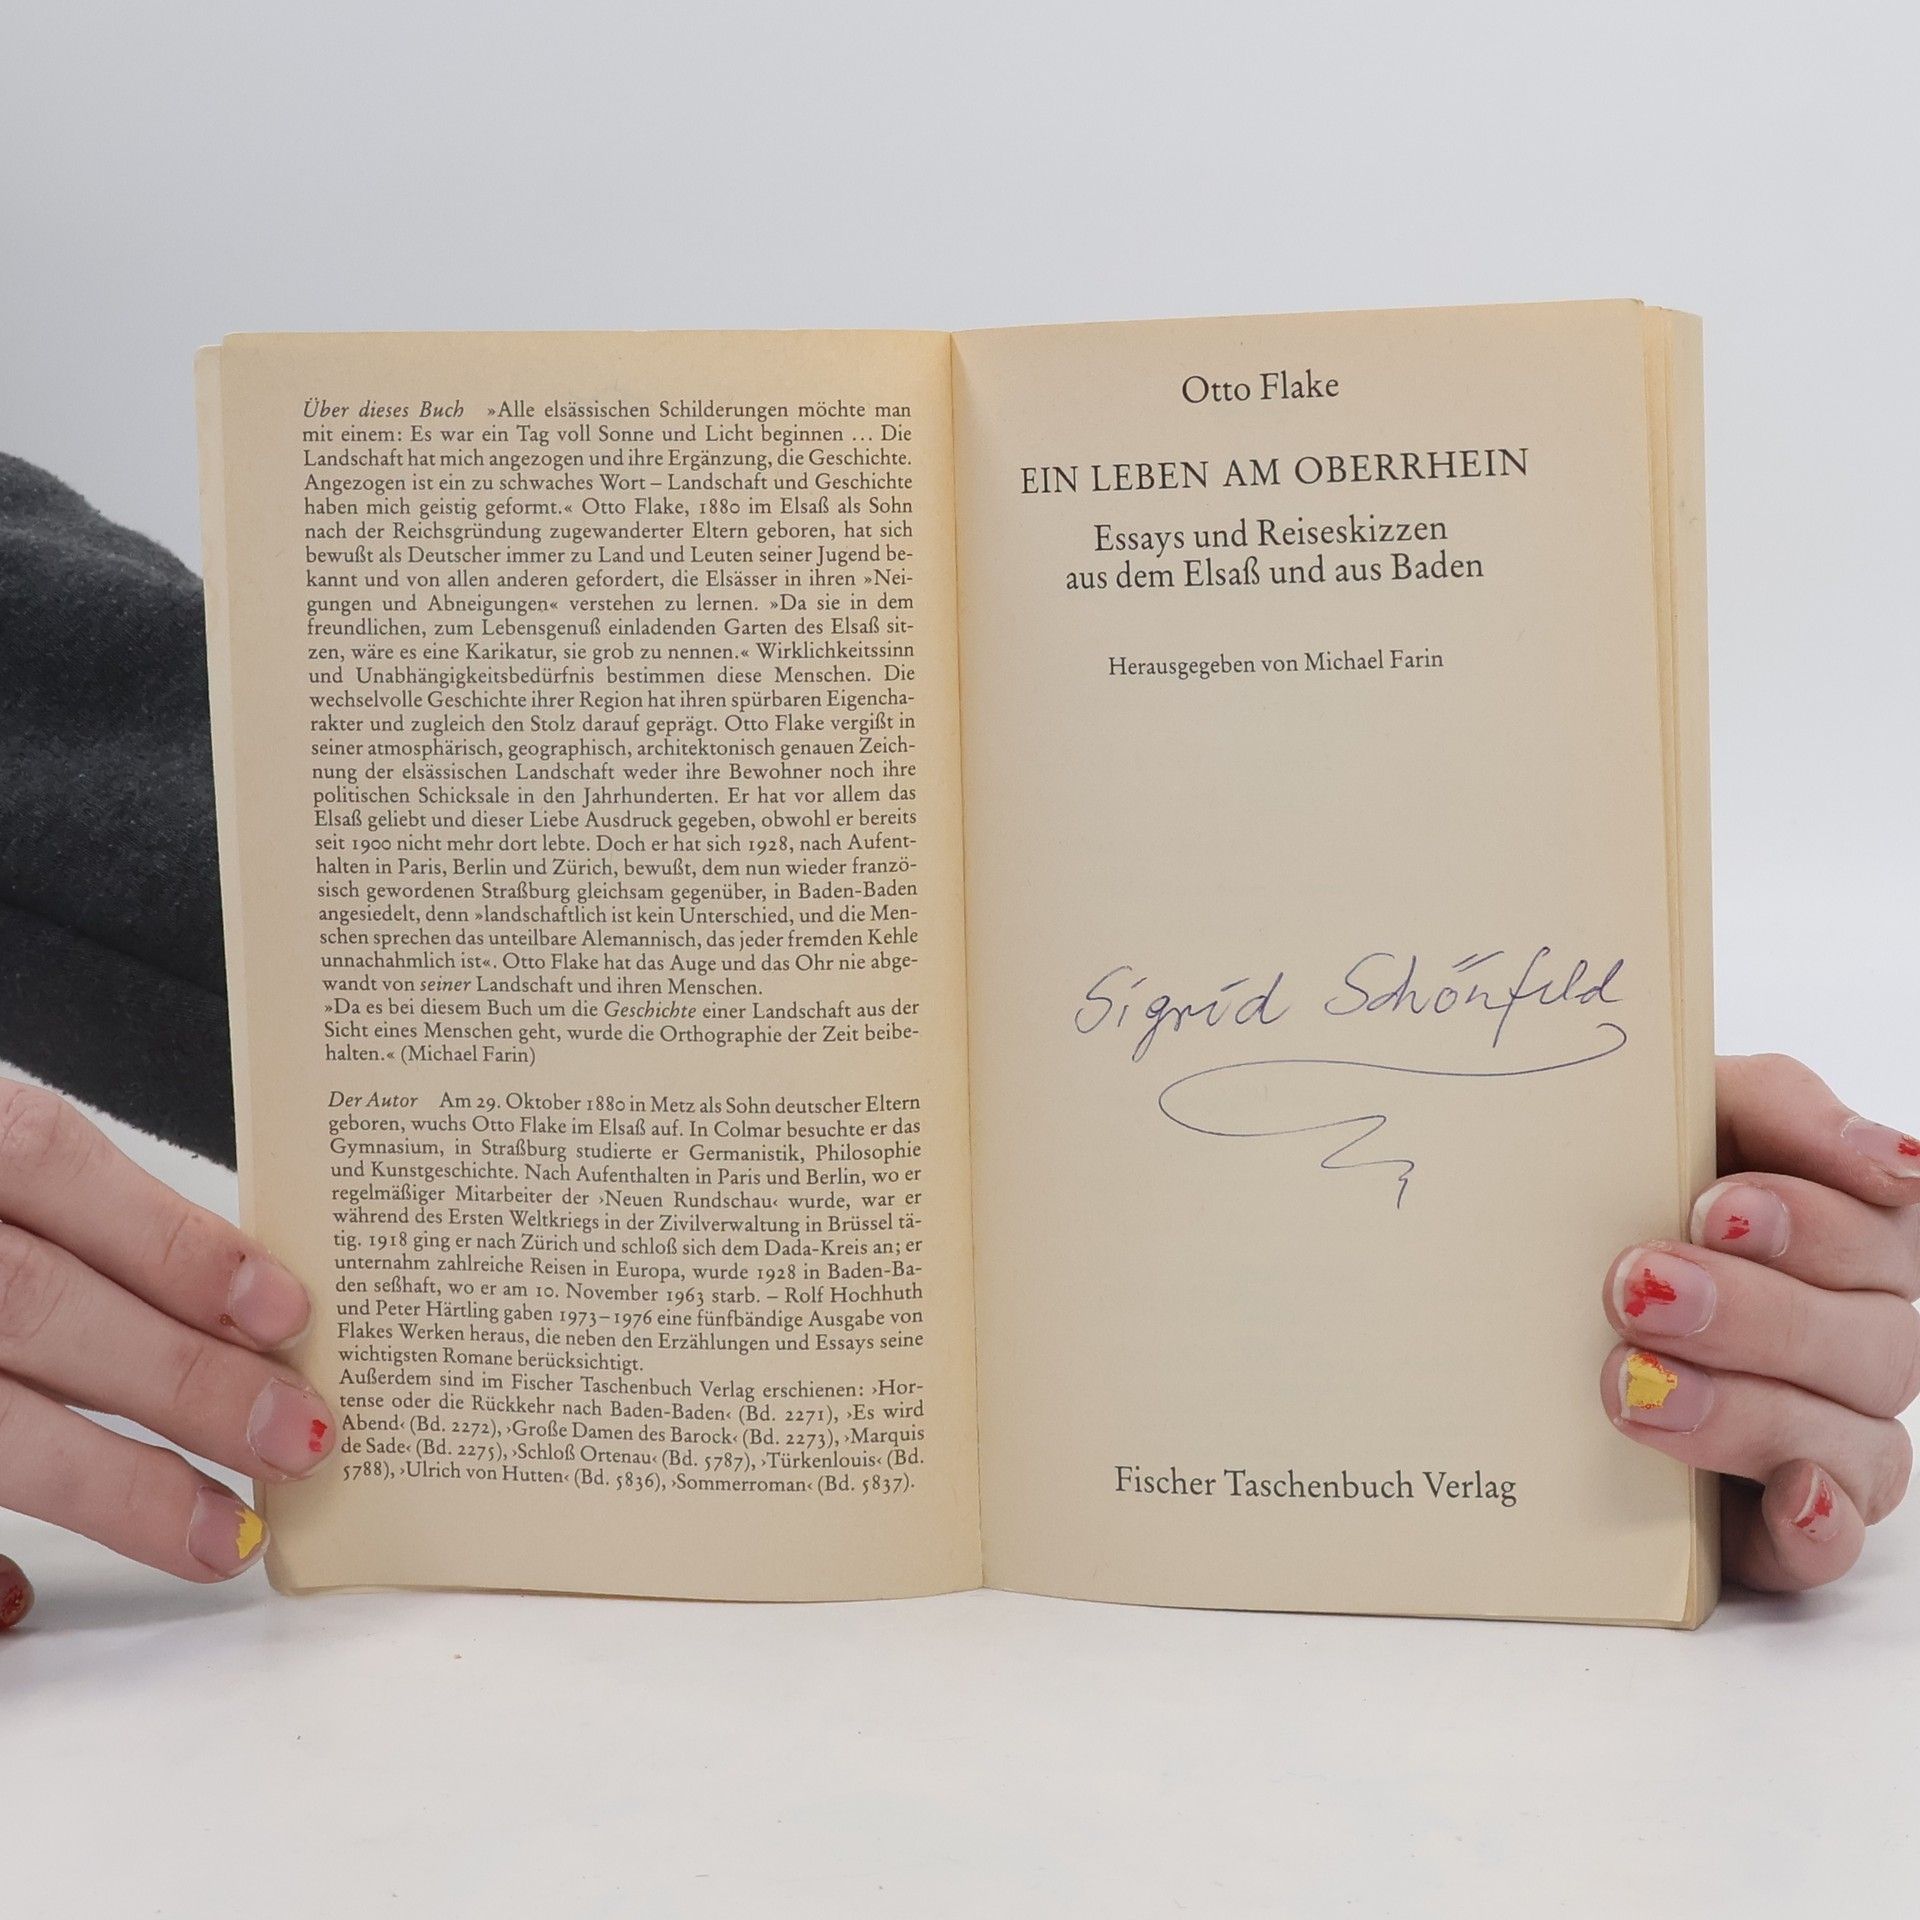 Über dieses Buch »Alle elsässischen Schilderungen möchte man
mit einem: Es war ein Tag voll Sonne und Licht beginnen ... Die
Landschaft hat mich angezogen und ihre Ergänzung, die Geschichte.
Angezogen ist ein zu schwaches Wort – Landschaft und Geschichte
haben mich geistig geformt.« Otto Flake, 1880 im Elsaß als Sohn
nach der Reichsgründung zugewanderter Eltern geboren, hat sich
bewußt als Deutscher immer zu Land und Leuten seiner Jugend be-
kannt und von allen anderen gefordert, die Elsässer in ihren »Nei-
gungen und Abneigungen« verstehen zu lernen. »Da sie in dem
freundlichen, zum Lebensgenuß einladenden Garten des Elsaß sit-
zen, wäre es eine Karikatur, sie grob zu nennen.« Wirklichkeitssinn
und Unabhängigkeitsbedürfnis bestimmen diese Menschen. Die
wechselvolle Geschichte ihrer Region hat ihren spürbaren Eigencha-
rakter und zugleich den Stolz darauf geprägt. Otto Flake vergißt in
seiner atmosphärisch, geographisch, architektonisch genauen Zeich-
nung der elsässischen Landschaft weder ihre Bewohner noch ihre
politischen Schicksale in den Jahrhunderten. Er hat vor allem das
Elsaß geliebt und dieser Liebe Ausdruck gegeben, obwohl er bereits
seit 1900 nicht mehr dort lebte. Doch er hat sich 1928, nach Aufent-
halten in Paris, Berlin und Zürich, bewußt, dem nun wieder franzö-
sisch gewordenen Straßburg gleichsam gegenüber, in Baden-Baden
angesiedelt, denn »landschaftlich ist kein Unterschied, und die Men-
schen sprechen das unteilbare Alemannisch, das jeder fremden Kehle
unnachahmlich ist«. Otto Flake hat das Auge und das Ohr nie abge-
wandt von seiner Landschaft und ihren Menschen.
»Da es bei diesem Buch um die Geschichte einer Landschaft aus der
Sicht eines Menschen geht, wurde die Orthographie der Zeit beibe-
halten.« (Michael Farin)
Der Autor Am 29. Oktober 1880 in Metz als Sohn deutscher Eltern
geboren, wuchs Otto Flake im Elsaß auf. In Colmar besuchte er das
Gymnasium, in Straßburg studierte er Germanistik, Philosophie
und Kunstgeschichte. Nach Aufenthalten in Paris und Berlin, wo er
regelmäßiger Mitarbeiter der ›Neuen Rundschau‹ wurde, war er
während des Ersten Weltkriegs in der Zivilverwaltung in Brüssel tä-
tig. 1918 ging er nach Zürich und schloß sich dem Dada-Kreis an; er
unternahm zahlreiche Reisen in Europa, wurde 1928 in Baden-Ba-
den seßhaft, wo er am 10. November 1963 starb. – Rolf Hochhuth
und Peter Härtling gaben 1973–1976 eine fünfbändige Ausgabe von
Flakes Werken heraus, die neben den Erzählungen und Essays seine
wichtigsten Romane berücksichtigt.
Außerdem sind im Fischer Taschenbuch Verlag erschienen: ›Hor-
tense oder die Rückkehr nach Baden-Baden‹ (Bd. 2271), ›Es wird
Abend‹ (Bd. 2272), ›Große Damen des Barock‹ (Bd. 2273), ›Marquis
de Sade‹ (Bd. 2275), ›Schloß Ortenau‹ (Bd. 5787), ›Türkenlouis‹ (Bd.
5788), ›Ulrich von Hutten‹ (Bd. 5836), ›Sommerroman‹ (Bd. 5837).
Otto Flake
EIN LEBEN AM OBERRHEIN
Essays und Reiseskizzen
aus dem Elsaß und aus Baden
Herausgegeben von Michael Farin
Sigrid Schönfeld
Fischer Taschenbuch Verlag